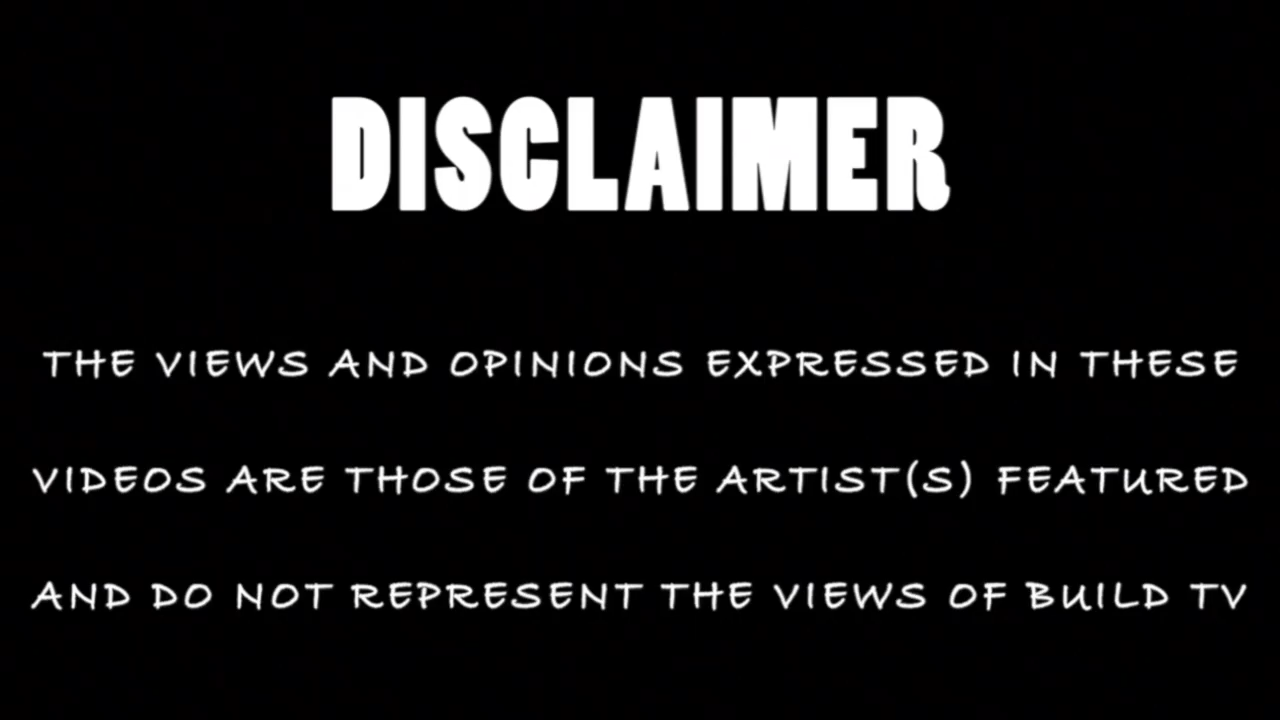 DISCLAIMER
THE VIEWS AND OPINIONS EXPRESSED IN THESE
VIDEOS ARE THOSE OF THE ARTIST(S) FEATURED
AND DO NOT REPRESENT THE VIEWS OF BUILD TV